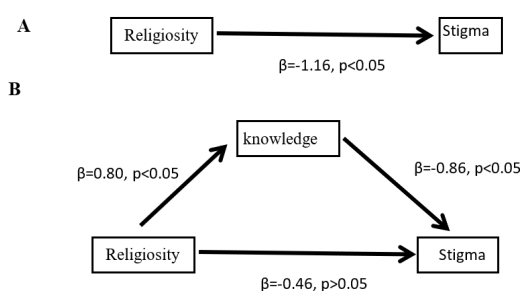 A
Religiosity
Stigma
β=-1.16, p<0.05
B
knowledge
β=0.80, p<0.05
β=-0.86, p<0.05
Religiosity
Stigma
β=-0.46, p>0.05